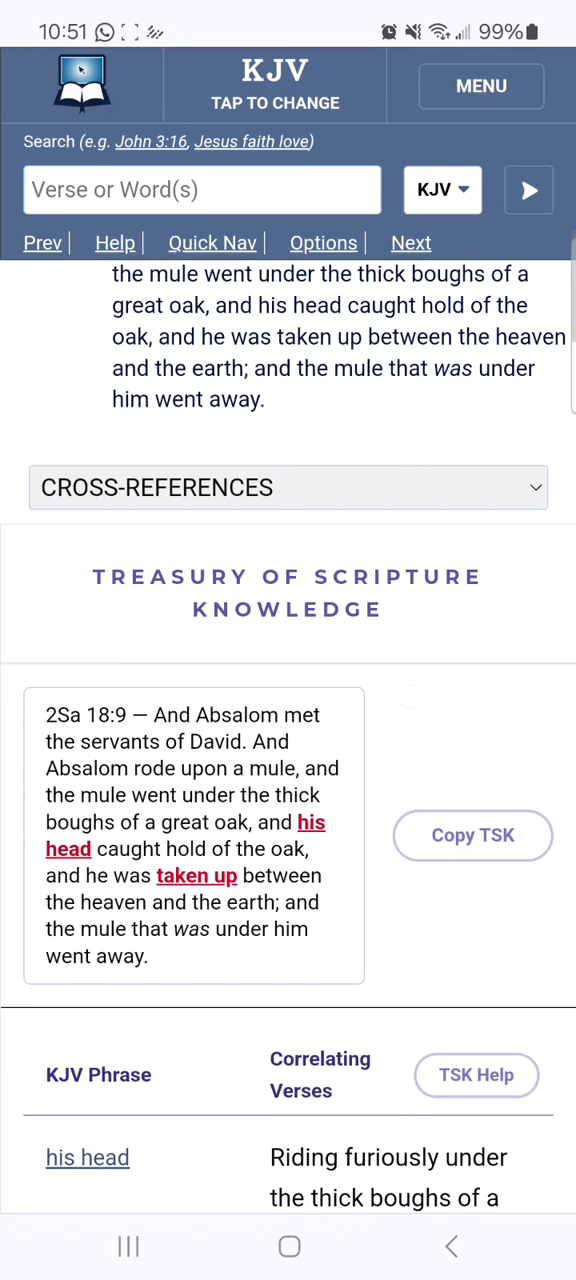 10:51
99%
KJV
TAP TO CHANGE
MENU
Search (e.g. John 3:16, Jesus faith love)
Verse or Word(s)
KJV
Prev| Help| Quick Nav| Options| Next
the mule went under the thick boughs of a
great oak, and his head caught hold of the
oak, and he was taken up between the heaven
and the earth; and the mule that was under
him went away.
CROSS-REFERENCES
TREASURY OF SCRIPTURE
KNOWLEDGE
2Sa 18:9 — And Absalom met
the servants of David. And
Absalom rode upon a mule, and
the mule went under the thick
boughs of a great oak, and his
head caught hold of the oak,
and he was taken up between
the heaven and the earth; and
the mule that was under him
went away.
Copy TSK
KJV Phrase
Correlating
Verses
TSK Help
his head
Riding furiously under
the thick boughs of a